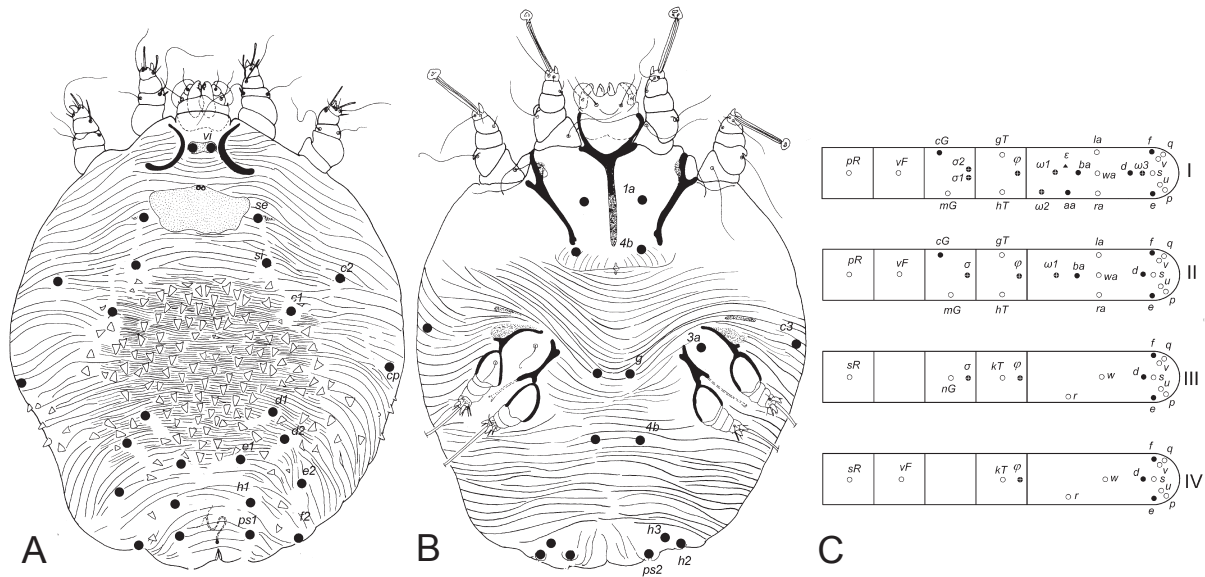 vi
se
si
c2
c1
cp
d1
d2
e1
e2
h1
ps1
f2
A
1a
4b
c3
3a
g
4b
h3
h2
ps2
B
cG gT la f q
pR vF σ2 σ1 φ ω1 ε ba wa d ω3 s v u I
mG hT ω2 aa ra e p
cG gT la f q
pR vF σ φ ω1 ba wa d s v u II
mG hT ra e p
f q
sR σ kT φ w d s v u III
nG r e p
f q
sR vF kT φ w d s v u IV
r e p
C